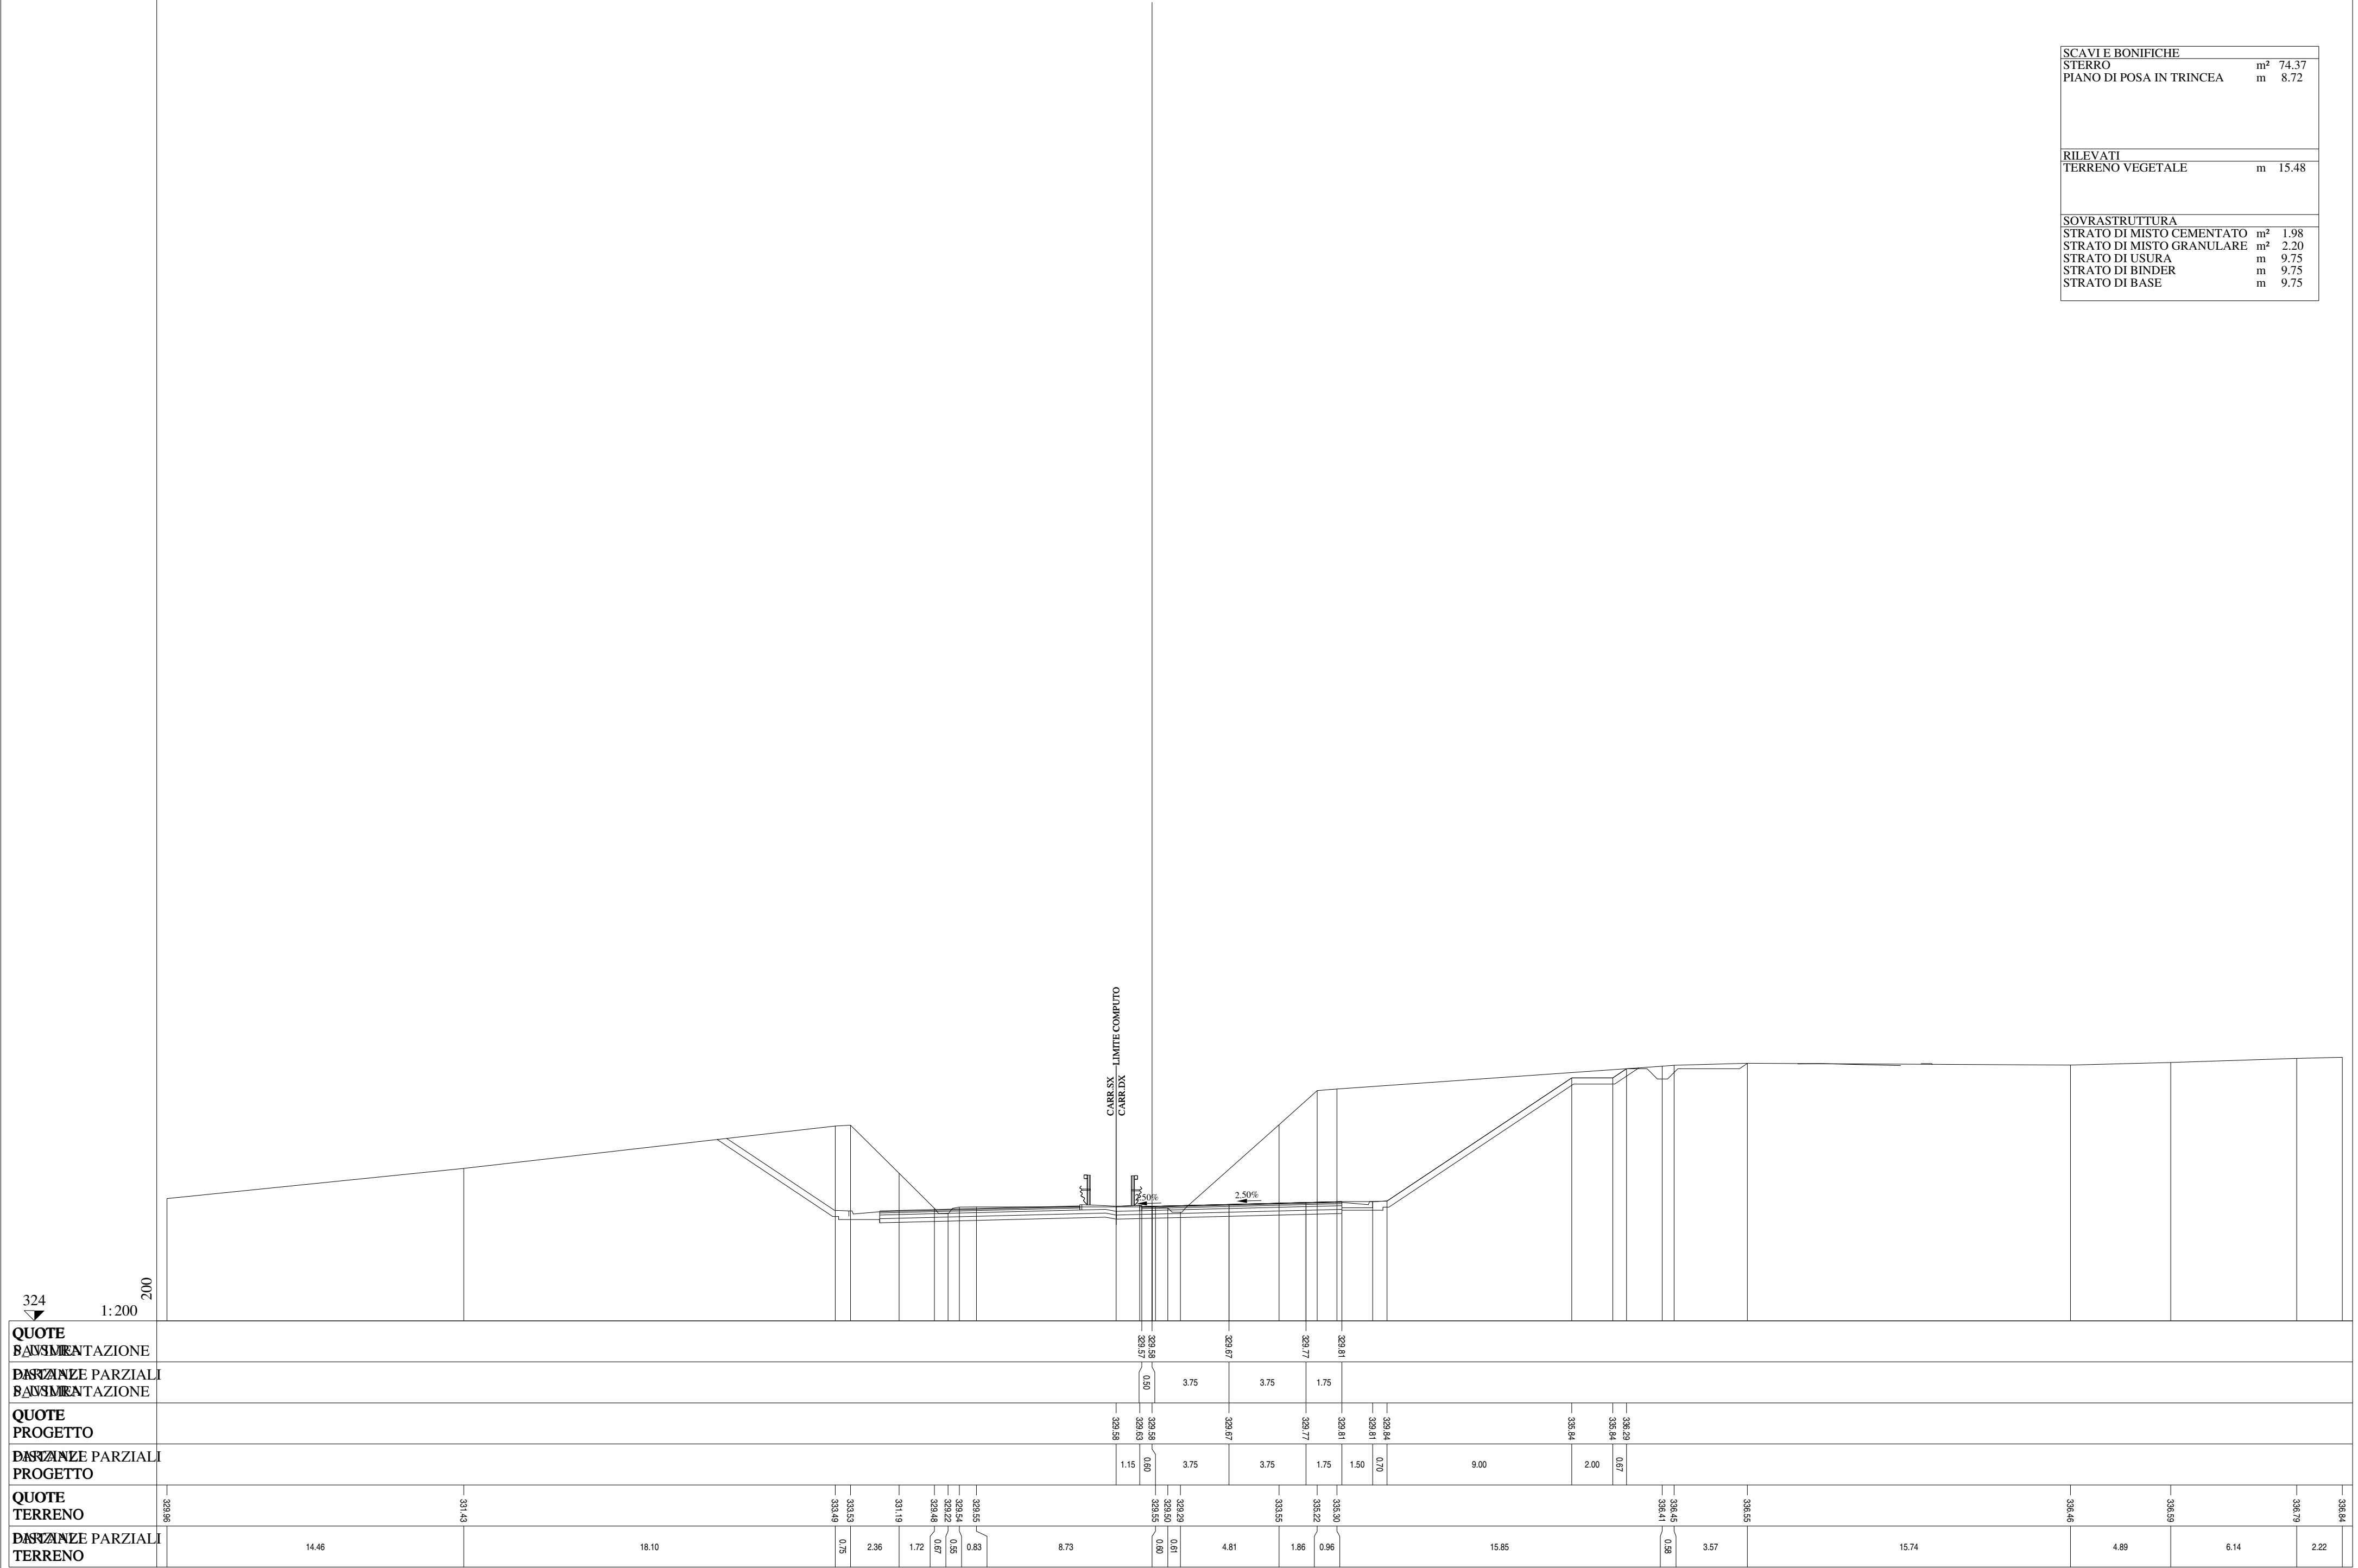 SCAVI E BONIFICHE
STERRO m² 74.37
PIANO DI POSA IN TRINCEA m 8.72
RILEVATI
TERRENO VEGETALE m 15.48
SOVRASTRUTTURA
STRATO DI MISTO CEMENTATO m² 1.98
STRATO DI MISTO GRANULARE m² 2.20
STRATO DI USURA m 9.75
STRATO DI BINDER m 9.75
STRATO DI BASE m 9.75
LIMITE COMPUTO
CARR.SX
CARR.DX
2.50%
2.50%
324
1:200
200
QUOTE
329.57 329.58 329.67 329.77 329.81
PARZIALI
0.50 3.75 3.75 1.75
QUOTE
PROGETTO
329.58 329.63 329.58 329.67 329.77 329.81 329.81 329.84 335.84 335.84 336.29
PARZIALI
PROGETTO
1.15 0.60 3.75 3.75 1.75 1.50 0.70 9.00 2.00 0.67
QUOTE
TERRENO
329.96 331.43 333.49 333.53 331.19 329.48 329.22 329.54 329.55 329.55 329.50 329.29 333.55 335.22 335.30 336.41 336.45 336.55 336.46 336.59 336.79 336.84
PARZIALI
TERRENO
14.46 18.10 0.75 2.36 1.72 0.67 0.55 0.83 8.73 0.60 0.61 4.81 1.86 0.96 15.85 0.58 3.57 15.74 4.89 6.14 2.22